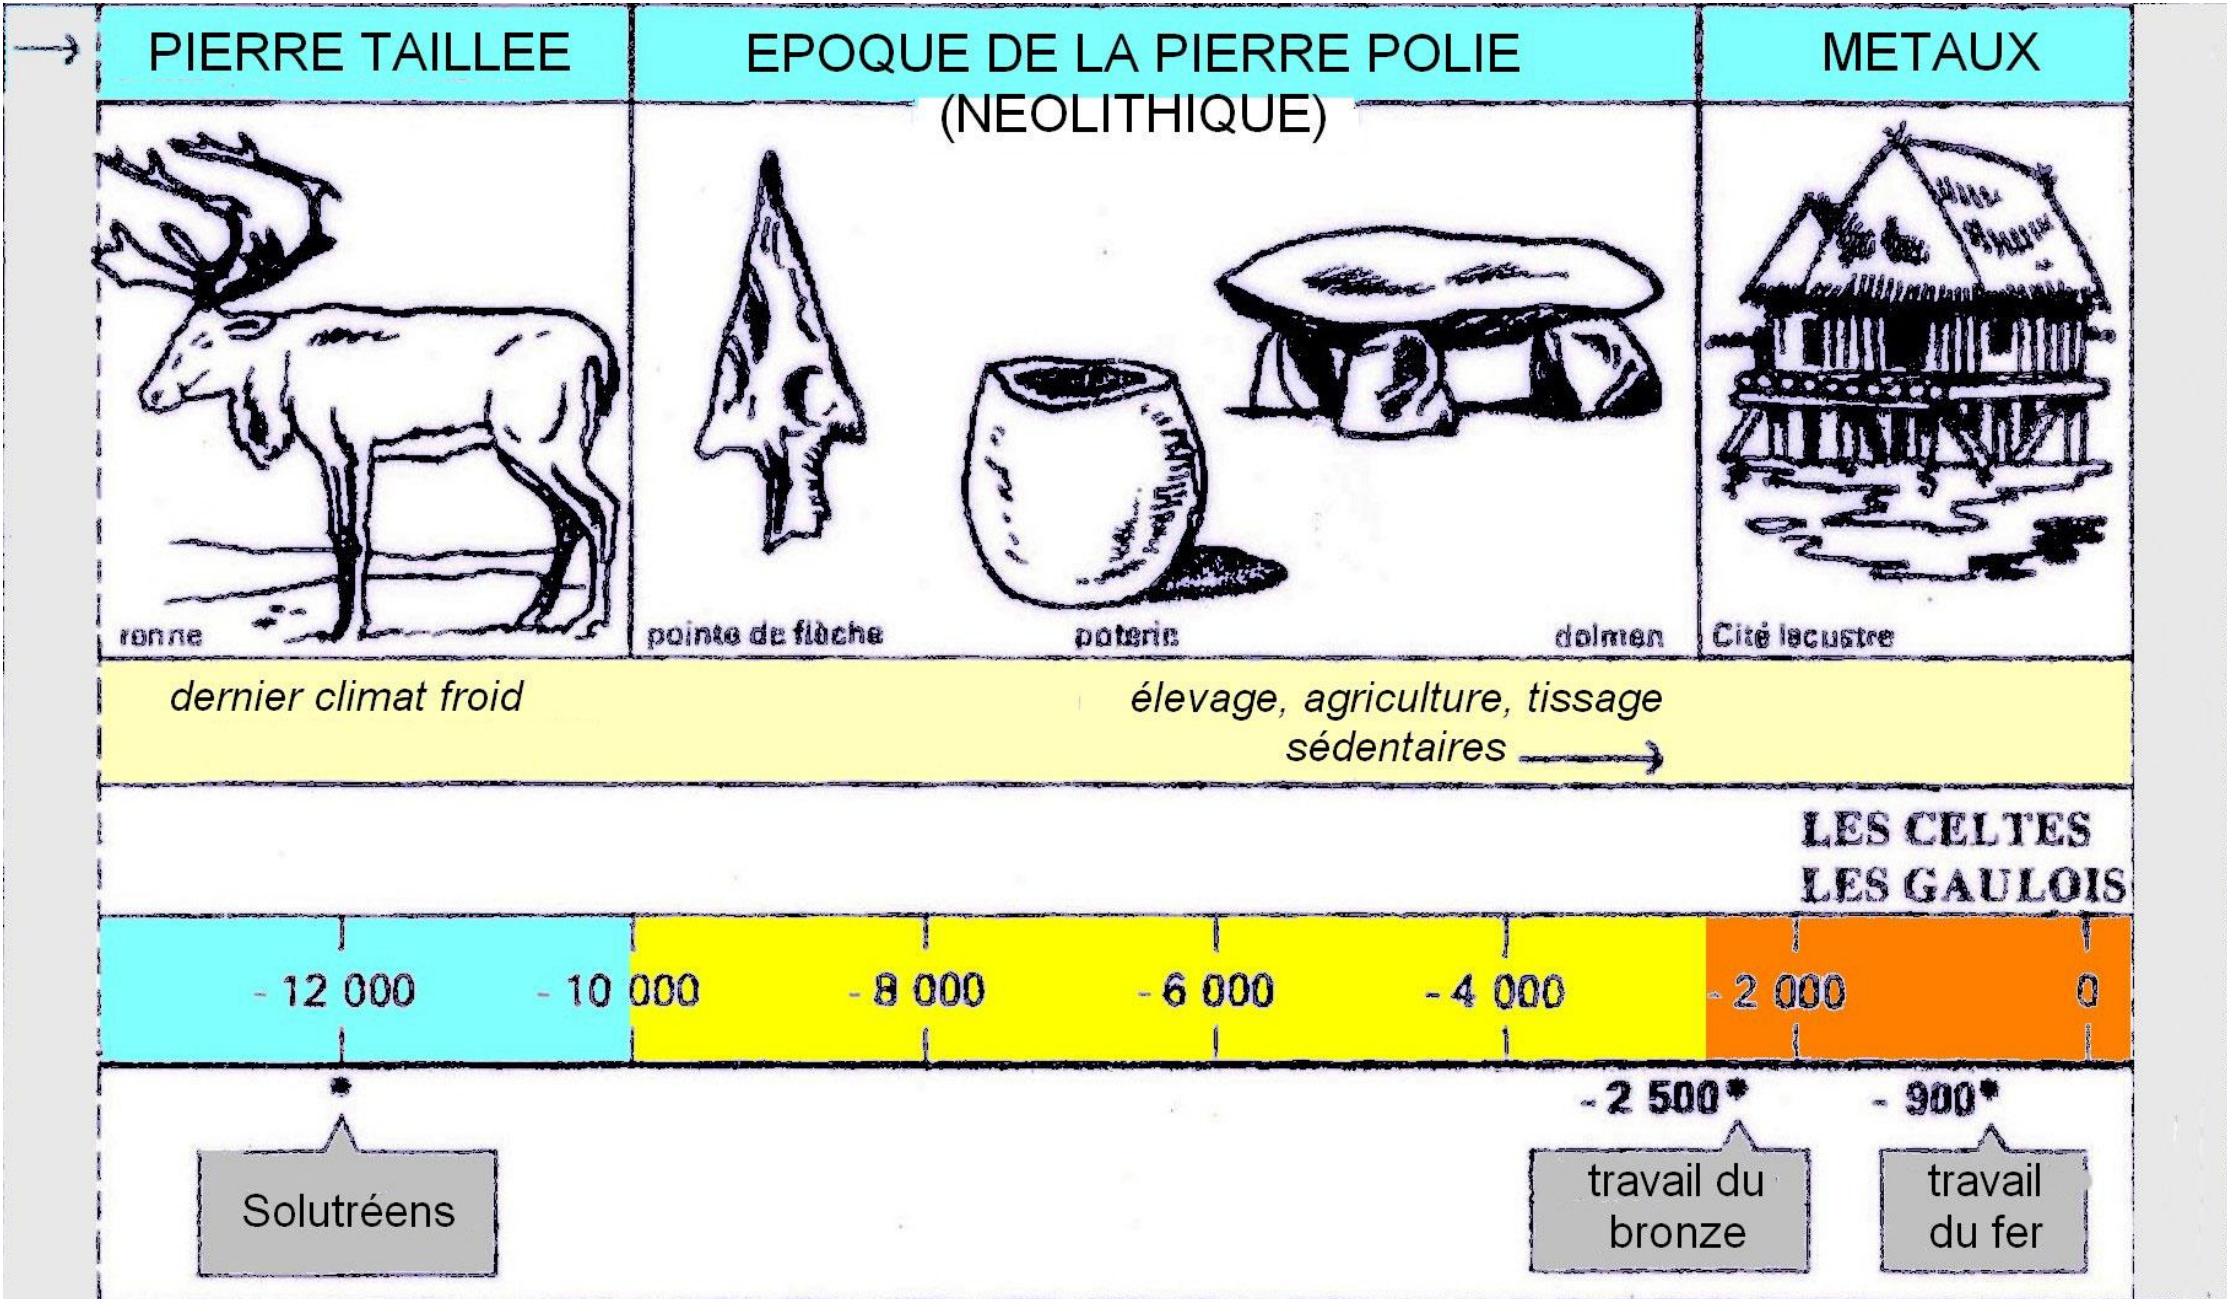 PIERRE TAILLEE
EPOQUE DE LA PIERRE POLIE
(NEOLITHIQUE)
METAUX
renne
pointe de flèche
poterie
dolmen
Cité lacustre
dernier climat froid
élevage, agriculture, tissage
sédentaires
LES CELTES
LES GAULOIS
- 12 000
- 10 000
- 8 000
- 6 000
- 4 000
- 2 000
0
*
- 2 500*
- 900*
Solutréens
travail du
bronze
travail
du fer